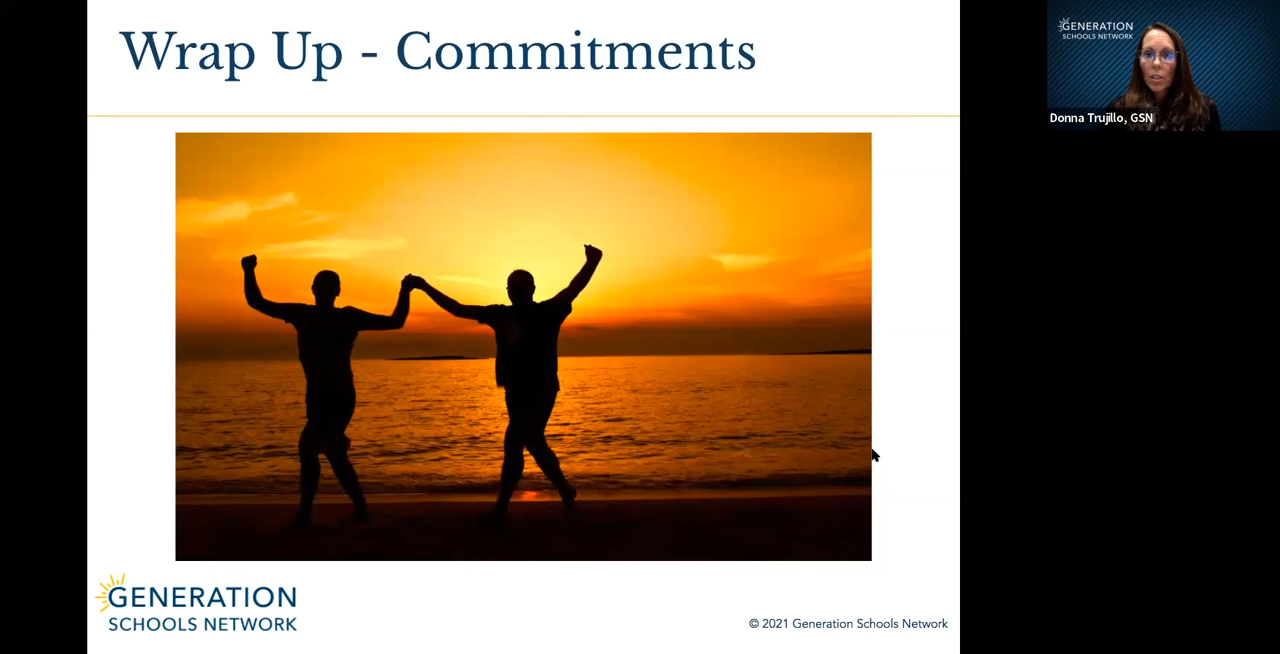 Wrap Up - Commitments
GENERATION
SCHOOLS NETWORK
Donna Trujillo, GSN
GENERATION
SCHOOLS NETWORK
© 2021 Generation Schools Network